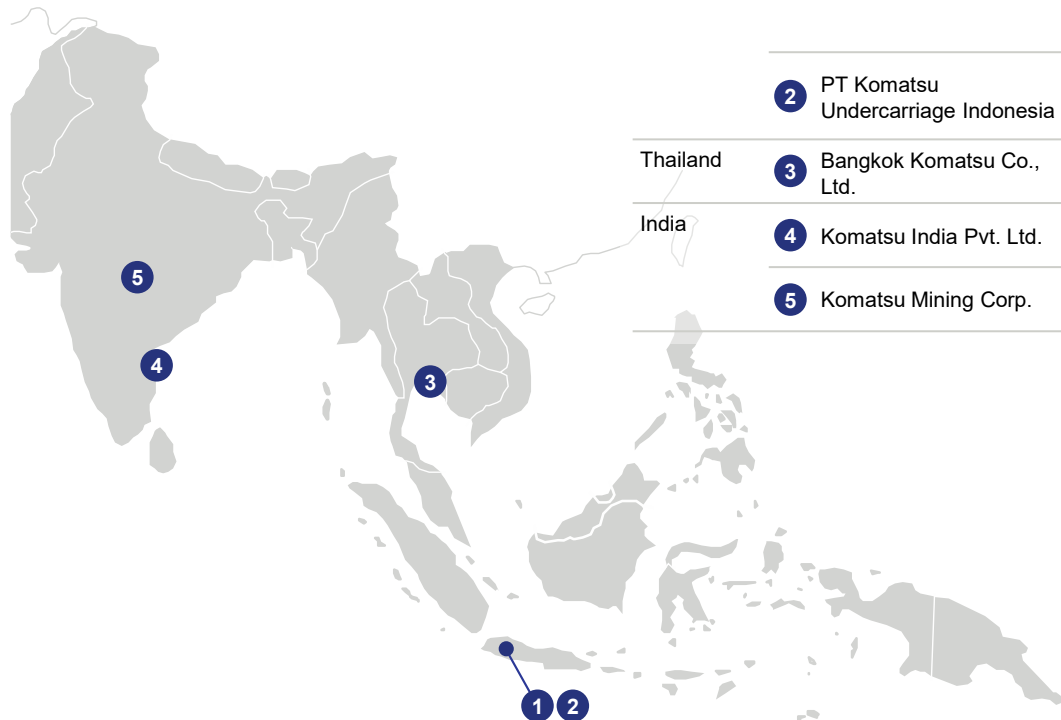 2 PT Komatsu
Undercarriage Indonesia
Thailand
3 Bangkok Komatsu Co.,
Ltd.
India
4 Komatsu India Pvt. Ltd.
5 Komatsu Mining Corp.
5
4
3
1 2